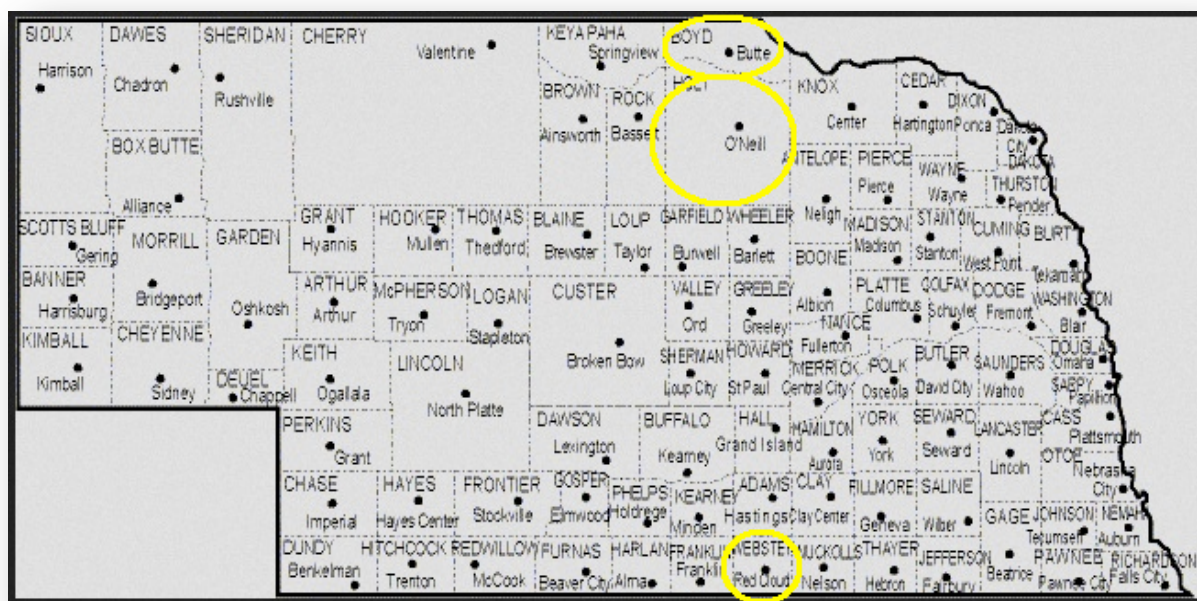 SIOUX
Harrison
DAWES
Chadron
SHERIDAN
Rushville
CHERRY
Valentine
KEYA PAHA
Springview
BOYD
Butte
BROWN
Ainsworth
ROCK
Bassett
HOLT
O'Neill
KNOX
Center
CEDAR
Hartington
DIXON
Ponca
Dakota
City
DAKOTA
BOX BUTTE
Alliance
ANTELOPE
Neligh
PIERCE
Pierce
WAYNE
Wayne
THURSTON
Pender
SCOTTS BLUFF
Gering
MORRILL
Bridgeport
GARDEN
Oshkosh
GRANT
Hyannis
HOOKER
Mullen
THOMAS
Thedford
BLAINE
Brewster
LOUP
Taylor
GARFIELD
Burwell
WHEELER
Barlett
BOONE
Albion
MADISON
Madison
STANTON
Stanton
CUMING
West Point
BURT
Tekamah
BANNER
Harrisburg
ARTHUR
Arthur
McPHERSON
Tryon
LOGAN
Stapleton
CUSTER
Broken Bow
VALLEY
Ord
GREELEY
Greeley
NANCE
Fullerton
PLATTE
Columbus
COLFAX
Schuyler
DODGE
Fremont
WASHINGTON
Blair
KIMBALL
Kimball
CHEYENNE
Sidney
DEUEL
Chappell
KEITH
Ogallala
LINCOLN
North Platte
SHERMAN
Loup City
HOWARD
St Paul
MERRICK
Central City
POLK
Osceola
BUTLER
David City
SAUNDERS
Wahoo
DOUGLAS
Omaha
SARPY
Papillion
PERKINS
Grant
DAWSON
Lexington
BUFFALO
Kearney
HALL
Grand Island
HAMILTON
Aurora
YORK
York
SEWARD
Seward
LANCASTER
Lincoln
CASS
Plattsmouth
OTOE
Nebraska
City
CHASE
Imperial
HAYES
Hayes Center
FRONTIER
Stockville
GOSPER
Elmwood
PHELPS
Holdrege
KEARNEY
Minden
ADAMS
Hastings
CLAY
Clay Center
FILLMORE
Geneva
SALINE
Wilber
GAGE
Beatrice
JOHNSON
Tecumseh
NEMAHA
Auburn
DUNDY
Benkelman
HITCHCOCK
Trenton
REDWILLOW
McCook
FURNAS
Beaver City
HARLAN
Alma
FRANKLIN
Franklin
WEBSTER
Red Cloud
NUCKOLLS
Nelson
THAYER
Hebron
JEFFERSON
Fairbury
PAWNEE
Pawnee City
RICHARDSON
Falls City